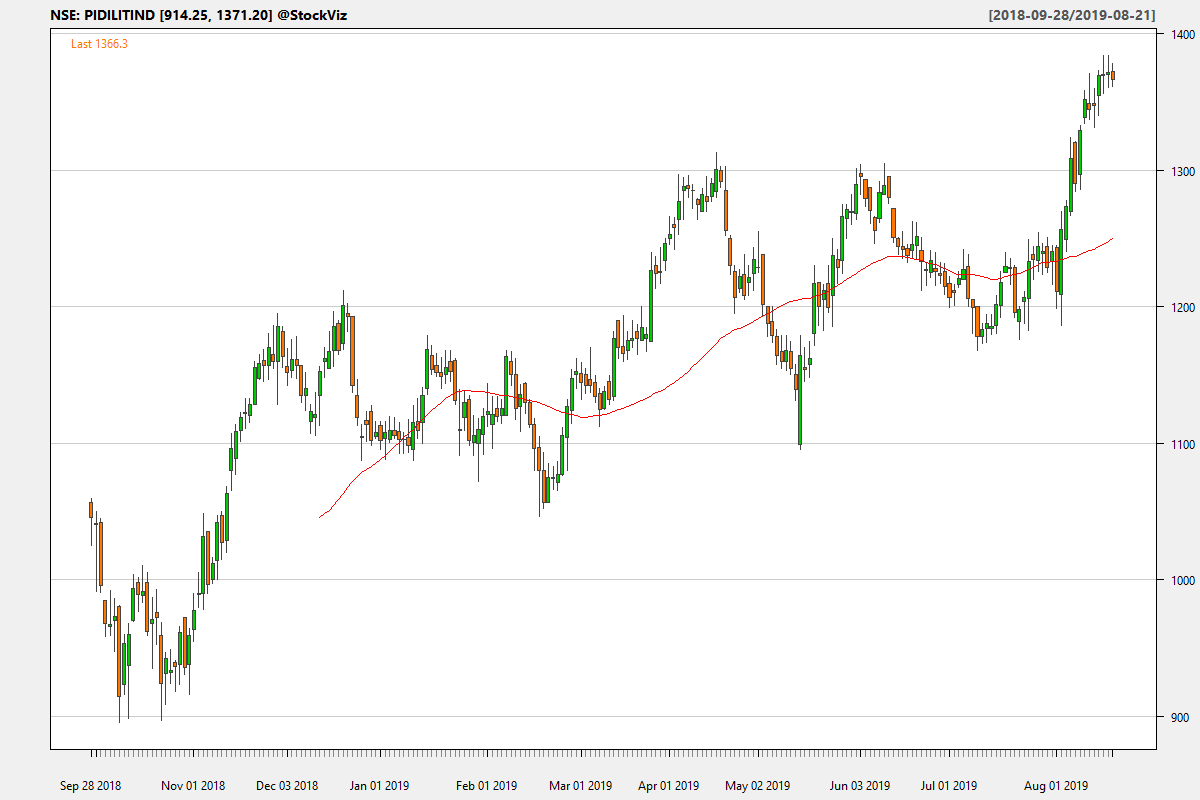 NSE: PIDILITIND [914.25, 1371.20] @StockViz
[2018-09-28/2019-08-21]
Last 1366.3
1400
1300
1200
1100
1000
900
Sep 28 2018 Nov 01 2018 Dec 03 2018 Jan 01 2019 Feb 01 2019 Mar 01 2019 Apr 01 2019 May 02 2019 Jun 03 2019 Jul 01 2019 Aug 01 2019